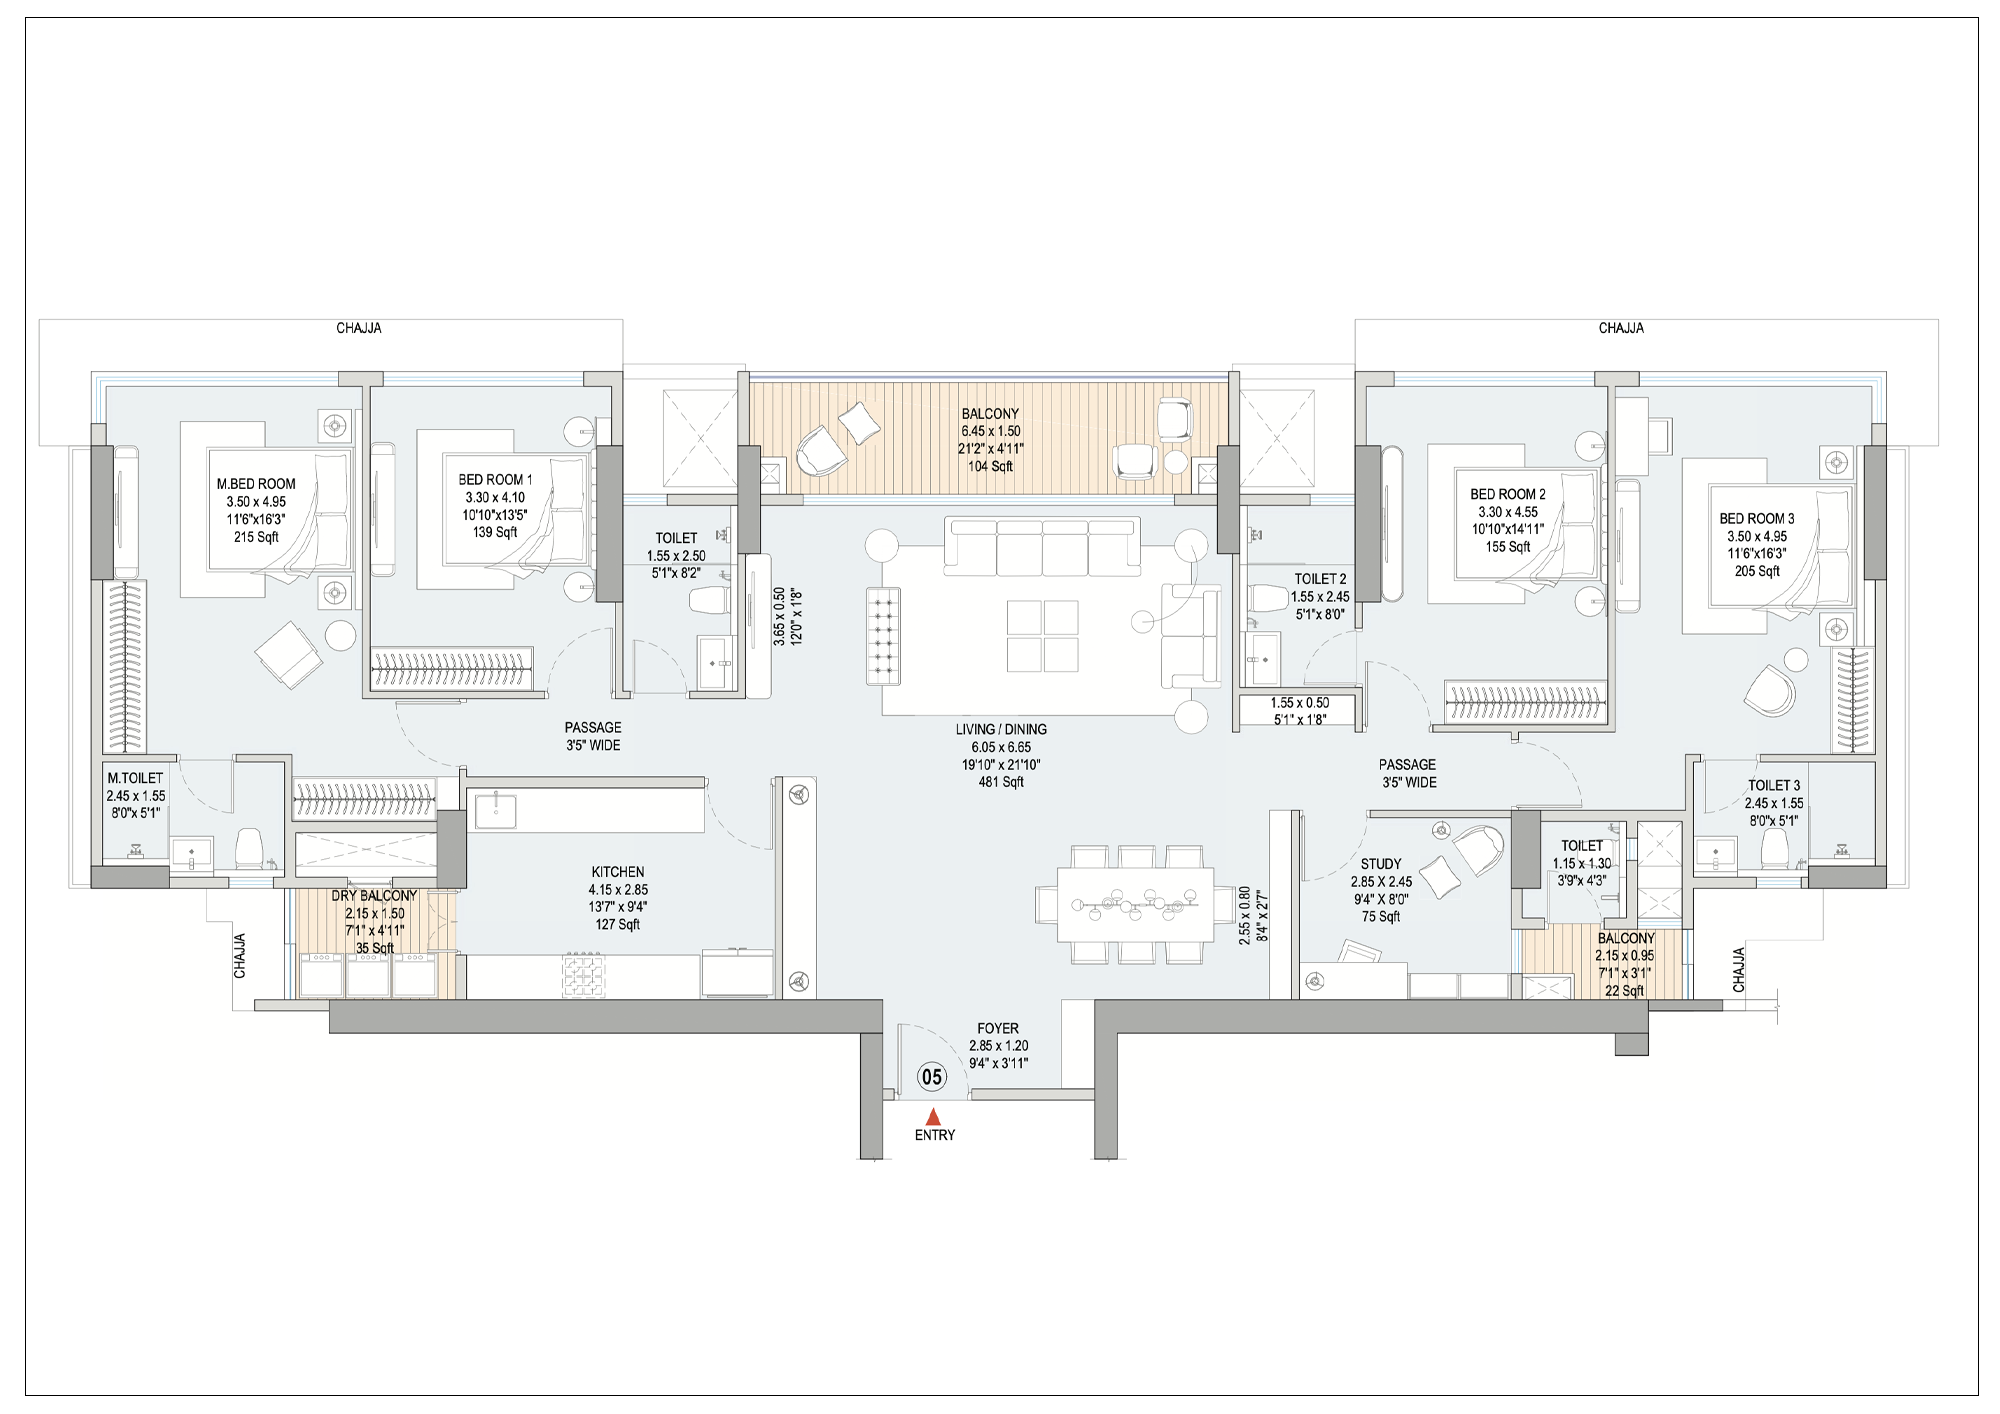 CHAJJA
CHAJJA
BALCONY
6.45 x 1.50
21'2" x 4'11"
104 Sqft
M.BED ROOM
3.50 x 4.95
11'6"x16'3"
215 Sqft
BED ROOM 1
3.30 x 4.10
10'10"x13'5"
139 Sqft
TOILET
1.55 x 2.50
5'1"x 8'2"
3.65 x 0.50
12'0" x 1'8"
TOILET 2
1.55 x 2.45
5'1"x 8'0"
BED ROOM 2
3.30 x 4.55
10'10"x14'11"
155 Sqft
BED ROOM 3
3.50 x 4.95
11'6"x16'3"
205 Sqft
1.55 x 0.50
5'1" x 1'8"
PASSAGE
3'5" WIDE
LIVING / DINING
6.05 x 6.65
19'10" x 21'10"
481 Sqft
PASSAGE
3'5" WIDE
M.TOILET
2.45 x 1.55
8'0"x 5'1"
TOILET 3
2.45 x 1.55
8'0"x 5'1"
KITCHEN
4.15 x 2.85
13'7" x 9'4"
127 Sqft
DRY BALCONY
2.15 x 1.50
7'1" x 4'11"
35 Sqft
2.55 x 0.80
8'4" x 2'7"
STUDY
2.85 X 2.45
9'4" X 8'0"
75 Sqft
TOILET
1.15 x 1.30
3'9"x 4'3"
BALCONY
2.15 x 0.95
7'1" x 3'1"
22 Sqft
CHAJJA
CHAJJA
FOYER
2.85 x 1.20
9'4" x 3'11"
05
ENTRY